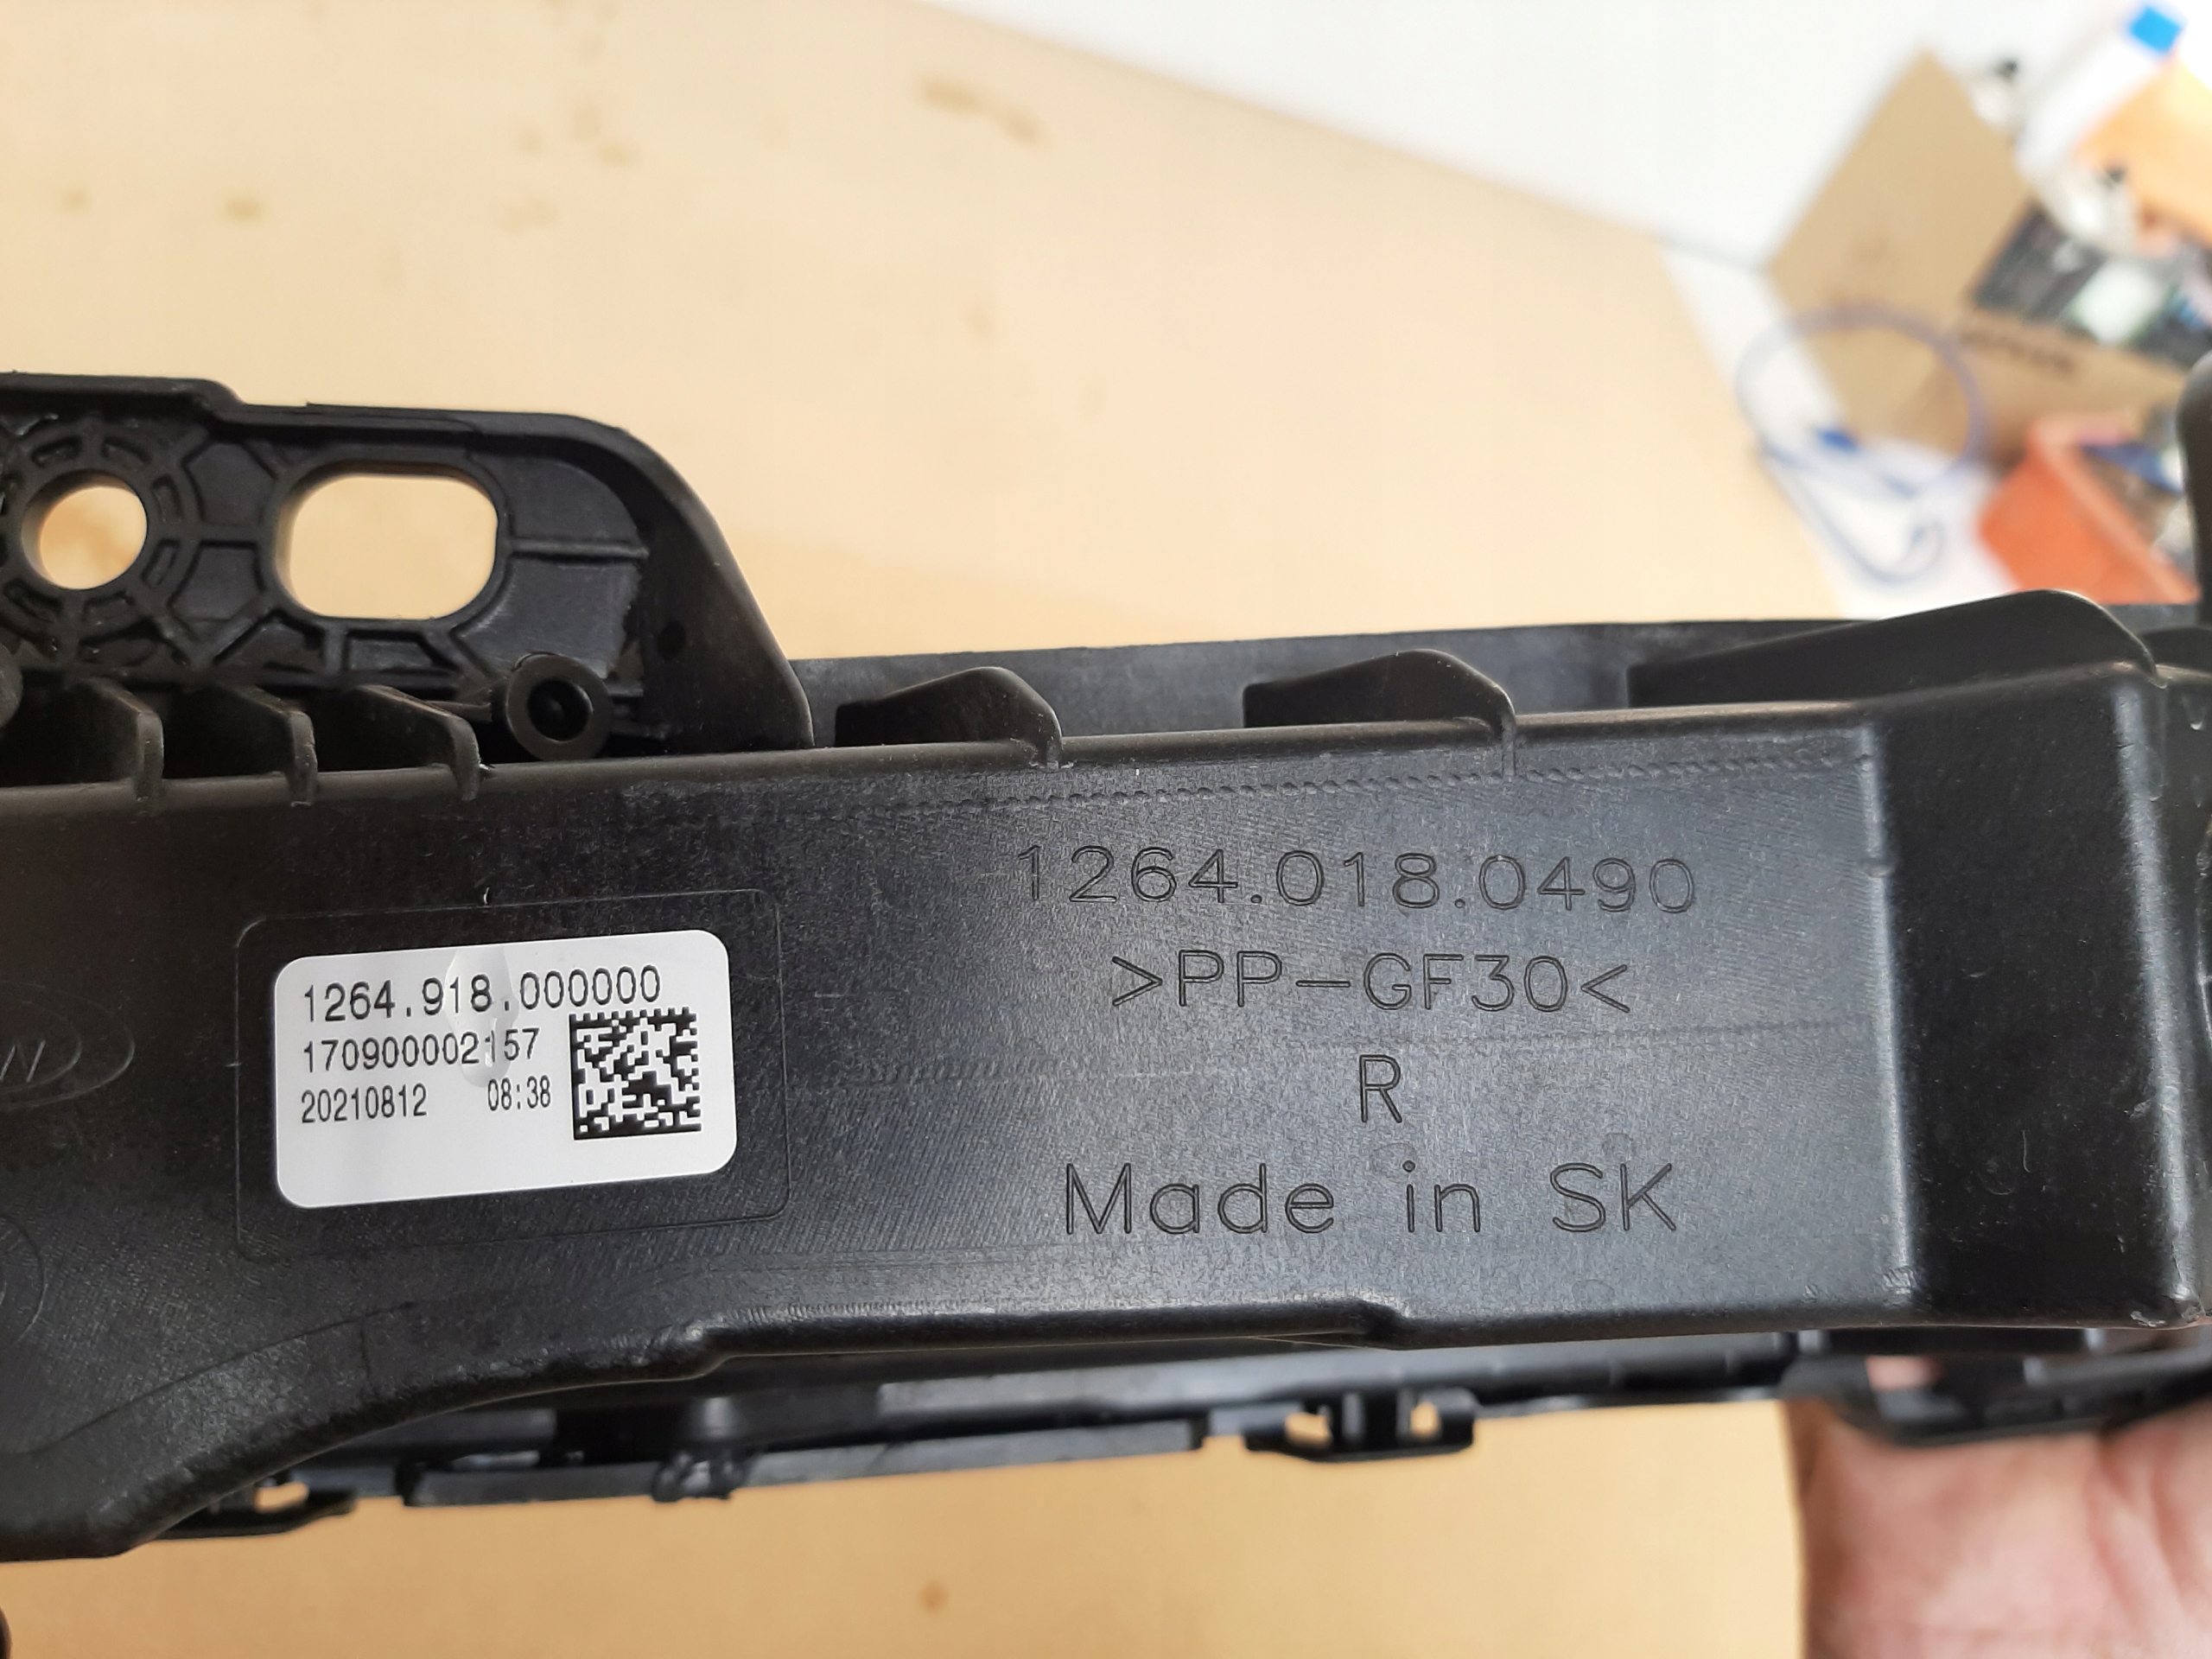 1264.918.000000
170900002157
20210812 08:38
1264.018.0490
>PP-GF30<
R
Made in SK